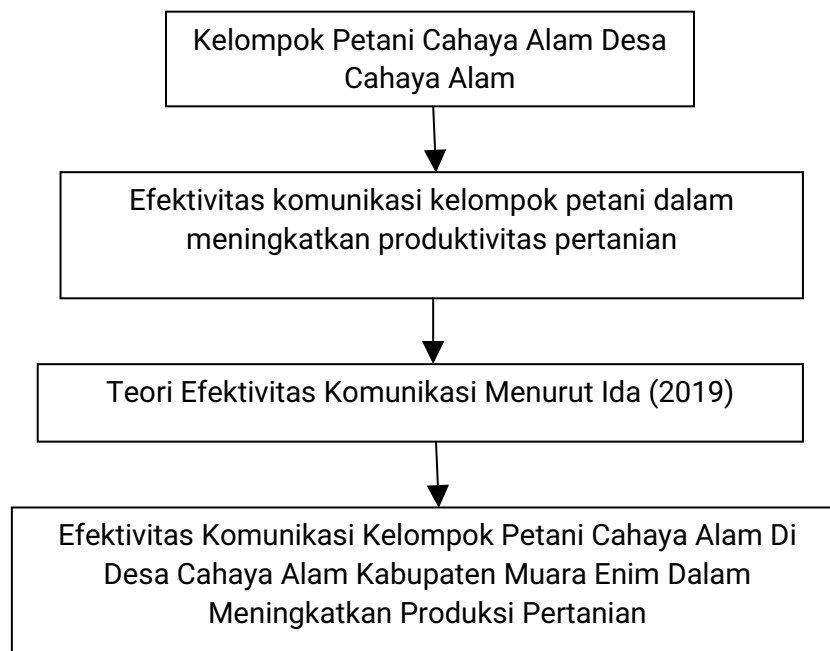 Kelompok Petani Cahaya Alam Desa
Cahaya Alam
Efektivitas komunikasi kelompok petani dalam
meningkatkan produktivitas pertanian
Teori Efektivitas Komunikasi Menurut Ida (2019)
Efektivitas Komunikasi Kelompok Petani Cahaya Alam Di
Desa Cahaya Alam Kabupaten Muara Enim Dalam
Meningkatkan Produksi Pertanian